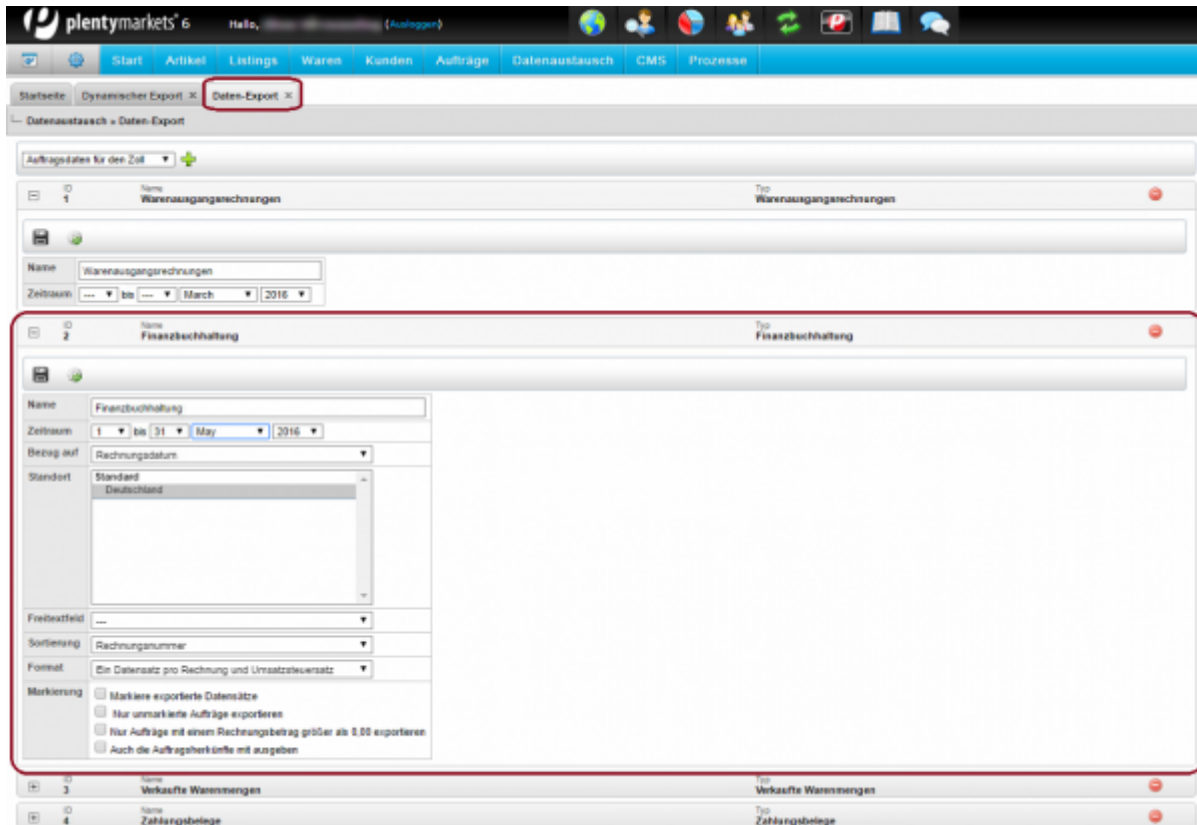 plentymarkets 6 Hallo, (Ausloggen)
Start Artikel Listings Waren Kunden Aufträge Datenaustausch CMS Prozesse
Startseite Dynamischer Export × Daten-Export ×
Datenaustausch » Daten-Export
Auftragsdaten für den Zoll
ID Name Typ
1 Warenausgangsrechnungen Warenausgangsrechnungen
Name Warenausgangsrechnungen
Zeitraum --- bis --- March 2016
ID Name Typ
2 Finanzbuchhaltung Finanzbuchhaltung
Name Finanzbuchhaltung
Zeitraum 1 bis 31 May 2016
Bezug auf Rechnungsdatum
Standort Standard
Deutschland
Freitextfeld ---
Sortierung Rechnungsnummer
Format Ein Datensatz pro Rechnung und Umsatzsteuersatz
Markierung Markiere exportierte Datensätze
Nur unmarkierte Aufträge exportieren
Nur Aufträge mit einem Rechnungsbetrag größer als 0,00 exportieren
Auch die Auftragsherkünfte mit ausgeben
ID Name Typ
3 Verkaufte Warenmengen Verkaufte Warenmengen
ID Name Typ
4 Zahlungsbelege Zahlungsbelege